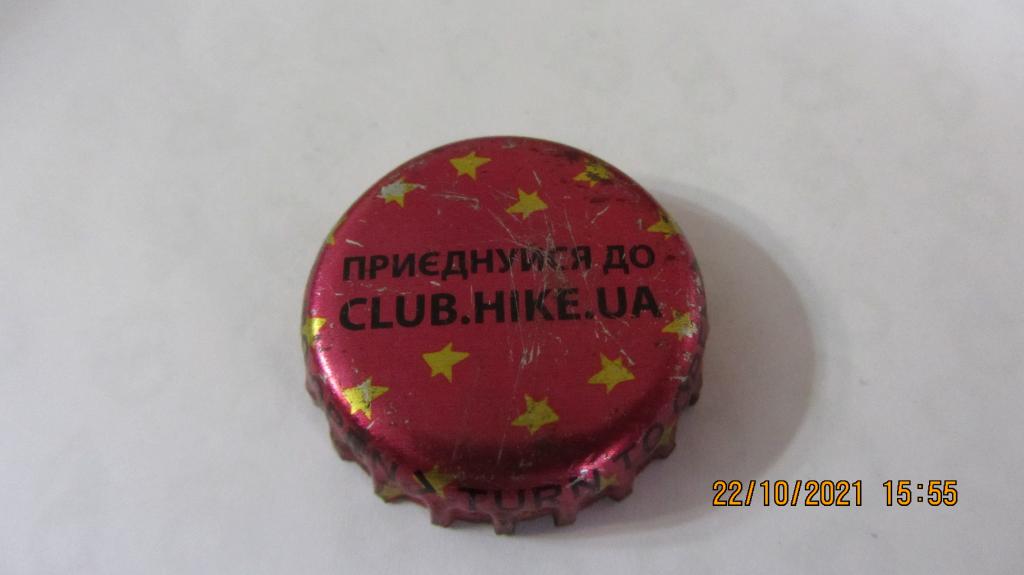 ПРИЄДНУЙСЯ ДО
CLUB.HIKE.UA
TURN TO
22/10/2021 15:55